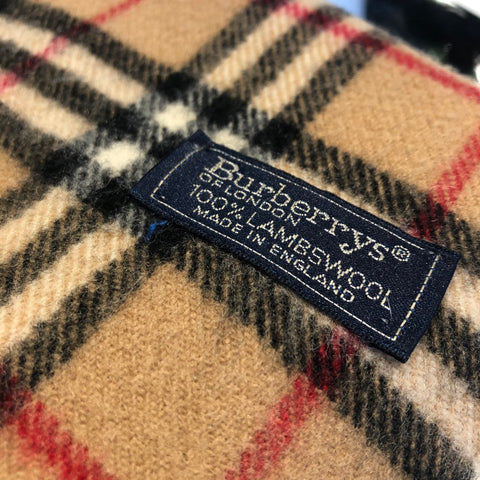 Burberrys®
OF LONDON
100% LAMBSWOOL
MADE IN ENGLAND